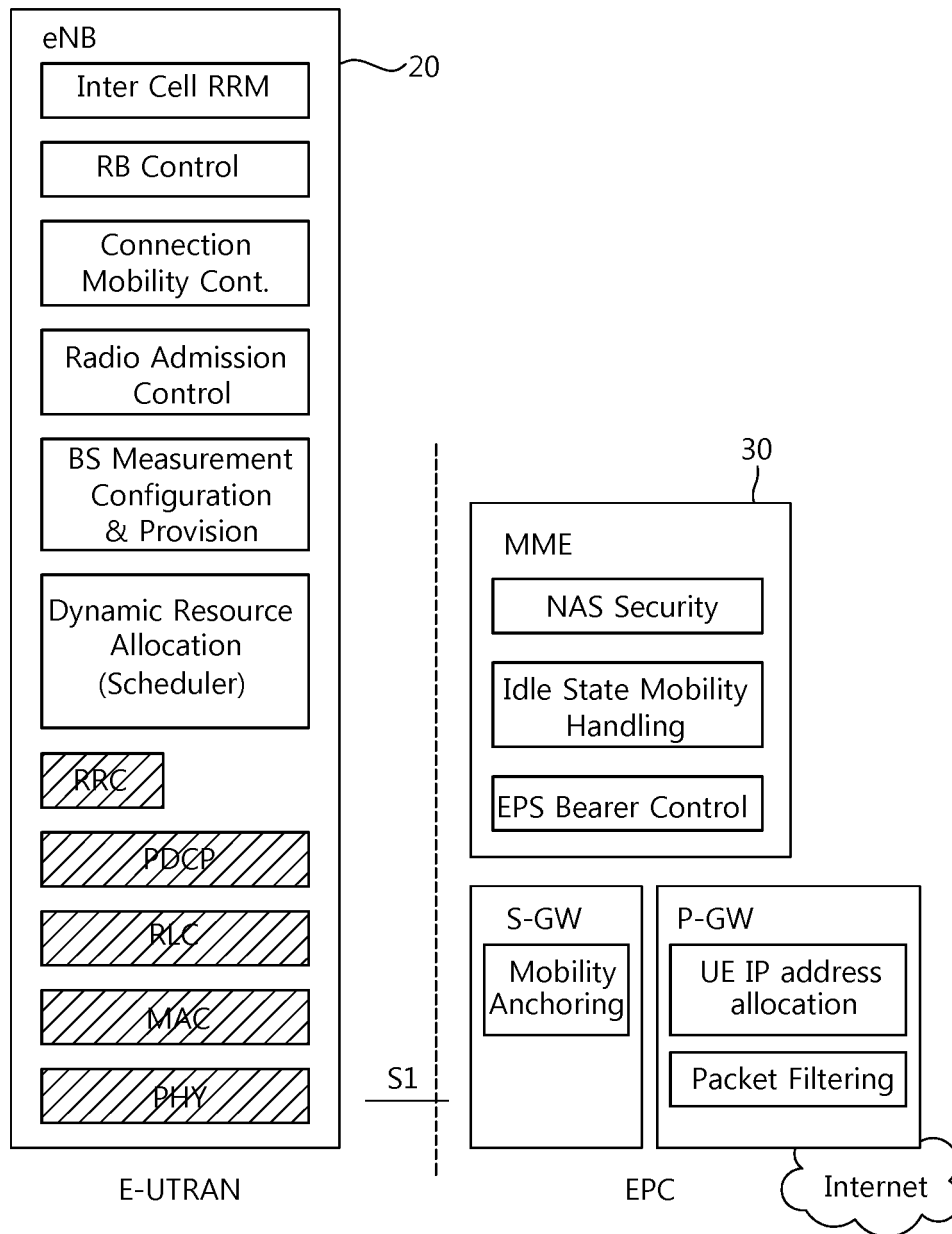 eNB
20
Inter Cell RRM
RB Control
Connection
Mobility Cont.
Radio Admission
Control
BS Measurement
Configuration
& Provision
Dynamic Resource
Allocation
(Scheduler)
RRC
PDCP
RLC
MAC
PHY
E-UTRAN
S1
30
MME
NAS Security
Idle State Mobility
Handling
EPS Bearer Control
S-GW
Mobility
Anchoring
P-GW
UE IP address
allocation
Packet Filtering
EPC
Internet